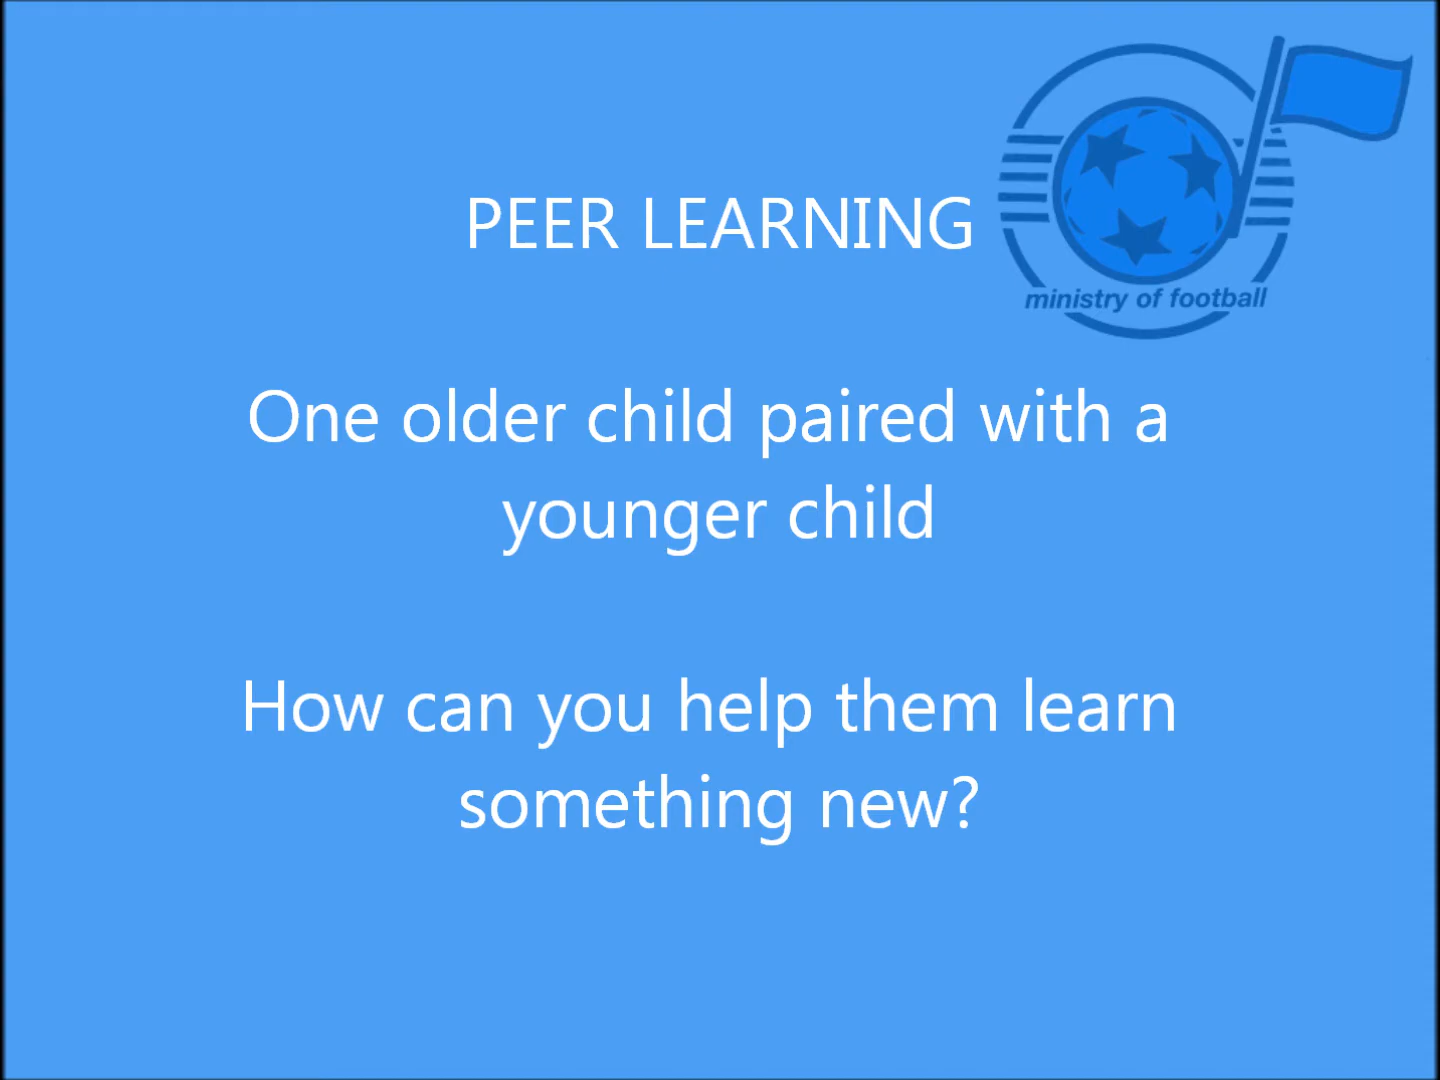 PEER LEARNING
ministry of football
One older child paired with a
younger child
How can you help them learn
something new?